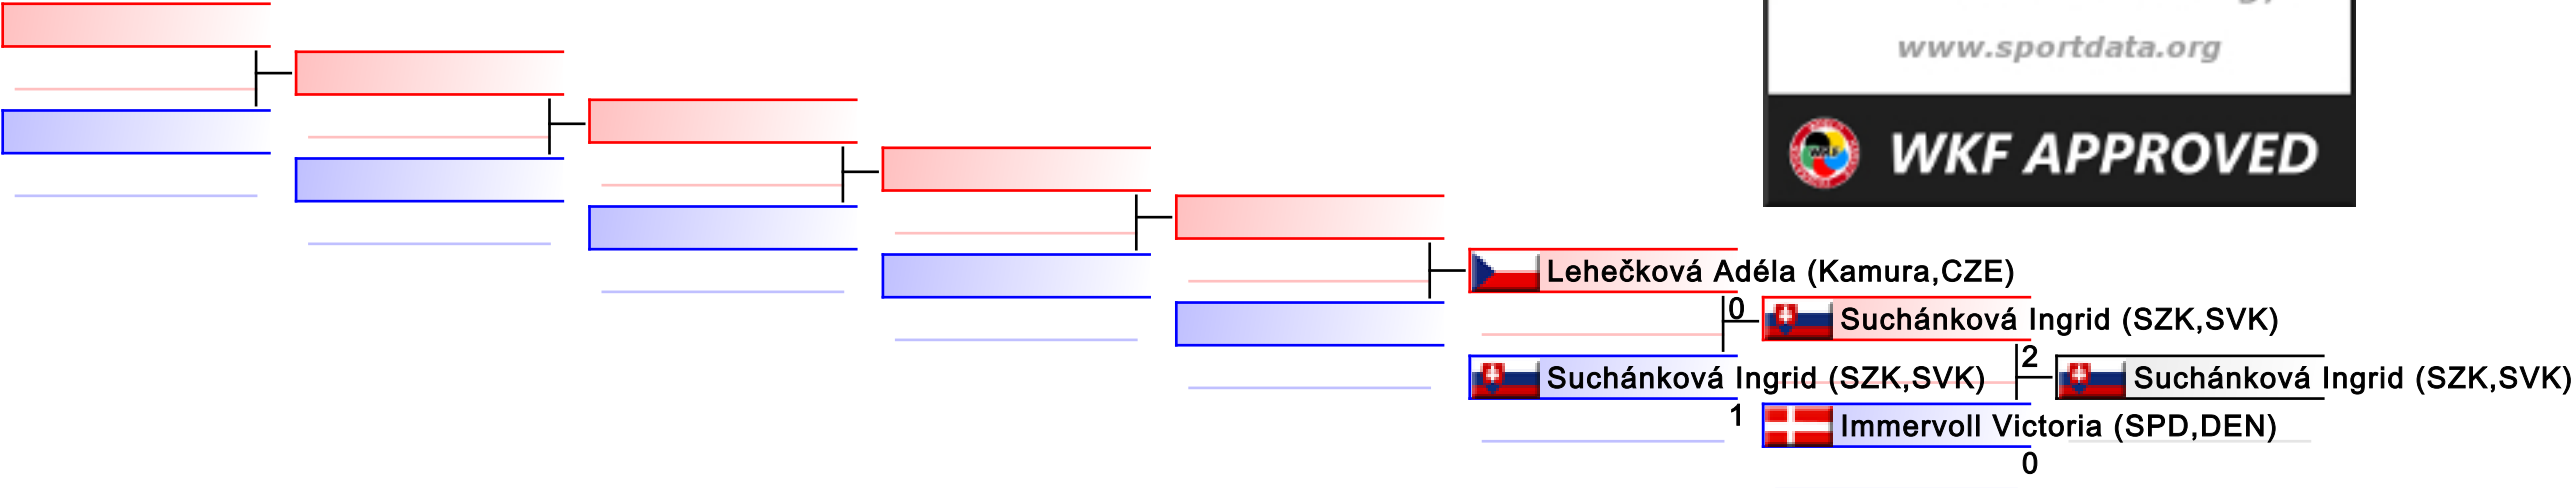 www.sportdata.org
WKF APPROVED
Lehečková Adéla (Kamura,CZE)
0
Suchánková Ingrid (SZK,SVK)
2
Suchánková Ingrid (SZK,SVK)
Suchánková Ingrid (SZK,SVK)
1
Immervoll Victoria (SPD,DEN)
0